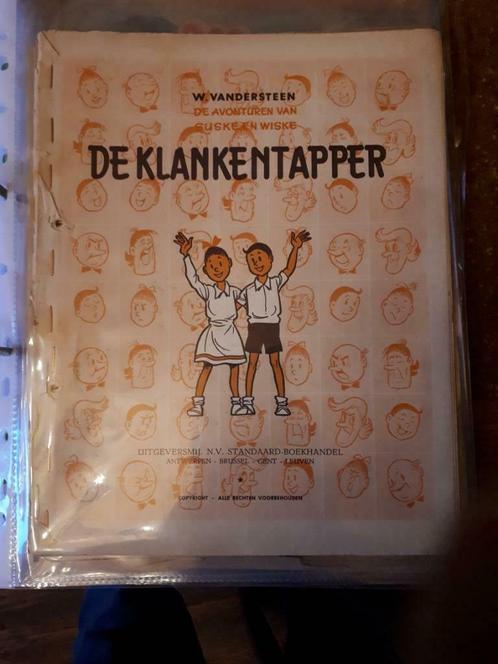 W. VANDERSTEEN
DE AVONTUREN VAN
SUSKE EN WISKE
DE KLANKENTAPPER
UITGEVERSMIJ. N.V. STANDAARD-BOEKHANDEL
ANTWERPEN - BRUSSEL - GENT - LEUVEN
COPYRIGHT - ALLE RECHTEN VOORBEHOUDEN